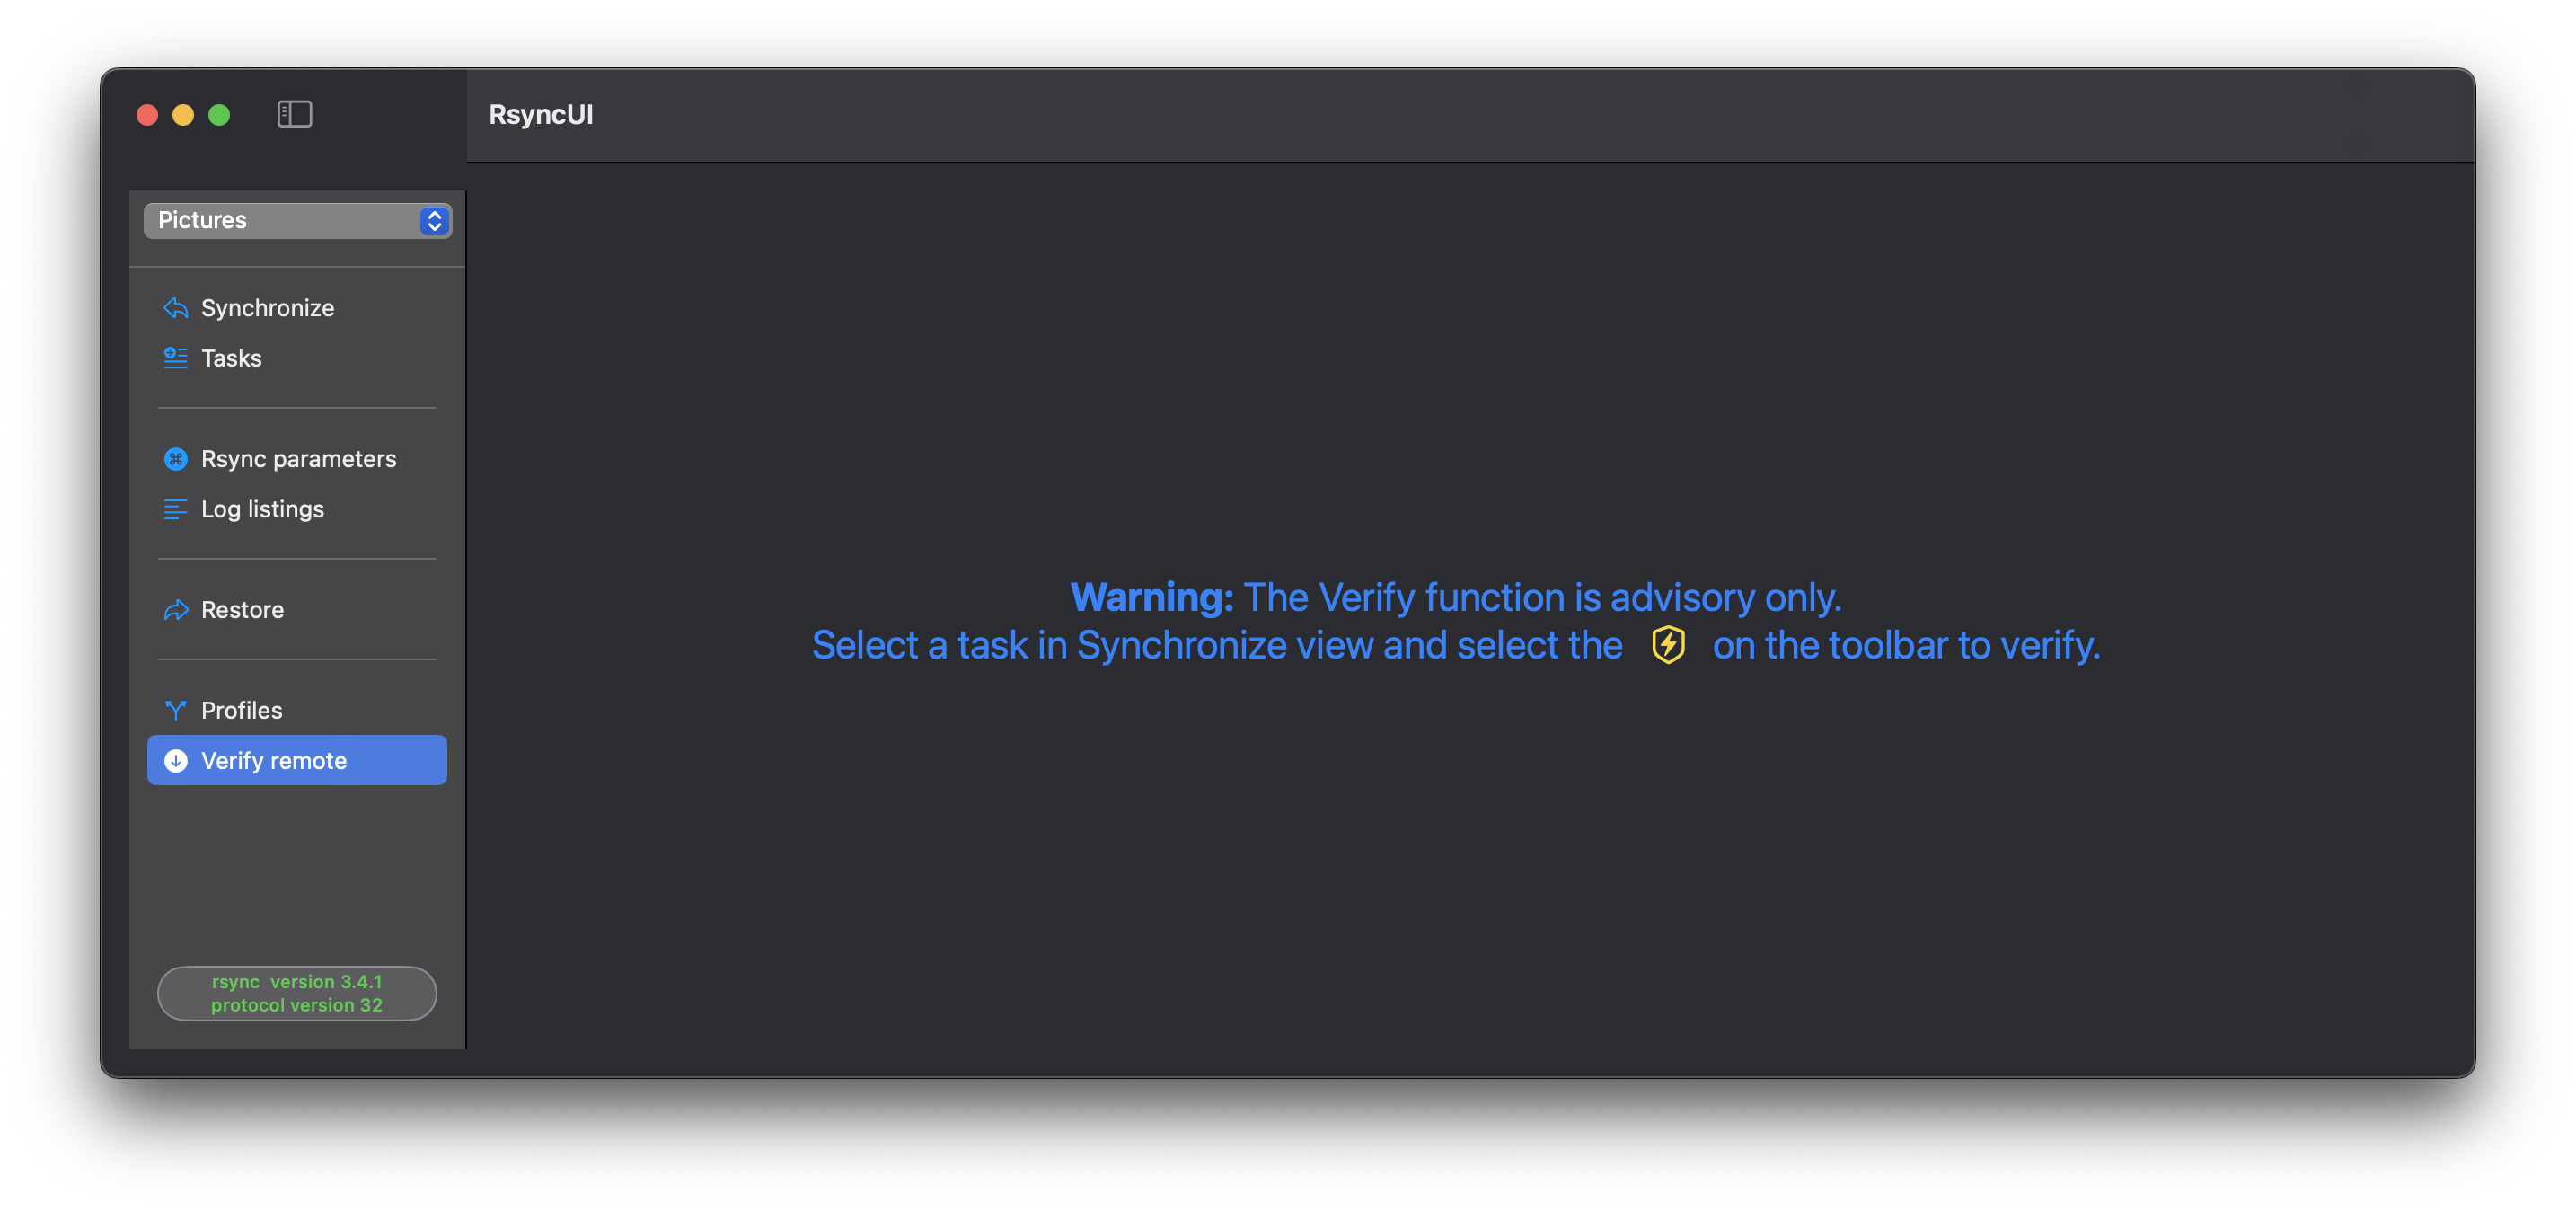 RsyncUI
Pictures
Synchronize
Tasks
Rsync parameters
Log listings
Restore
Profiles
Verify remote
rsync  version 3.4.1
protocol version 32
Warning: The Verify function is advisory only.
Select a task in Synchronize view and select the on the toolbar to verify.